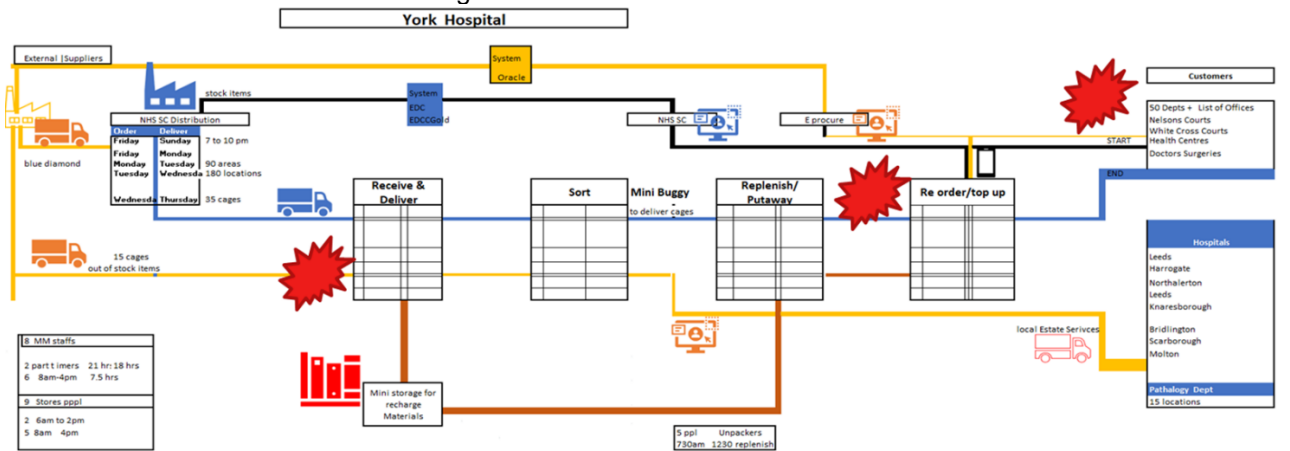 York Hospital
External |Suppliers
System
Oracle
Customers
stock items
System
EDC
EDCCGold
NHS SC Distribution
NHS SC
E procure
50 Depts + List of Offices
Nelsons Courts
White Cross Courts
Health Centres
Doctors Surgeries
START
END
blue diamond
Order Deliver
Friday Sunday 7 to 10 pm
Friday Monday
Monday Tuesday 90 areas
Tuesday Wednesda 180 locations
Wednesda Thursday 35 cages
Receive &
Deliver
Sort
Mini Buggy
to deliver cages
Replenish/
Putaway
Re order/top up
15 cages
out of stock items
Hospitals
Leeds
Harrogate
Northalerton
Leeds
Knaresborough
Bridlington
Scarborough
Molton
local Estate Serivces
Pathalogy Dept
15 locations
8 MM staffs
2 part t imers 21 hr: 18 hrs
6 8am-4pm 7.5 hrs
9 Stores pppl
2 6am to 2pm
5 8am 4pm
Mini storage for
recharge
Materials
5 ppl Unpackers
730am 1230 replenish